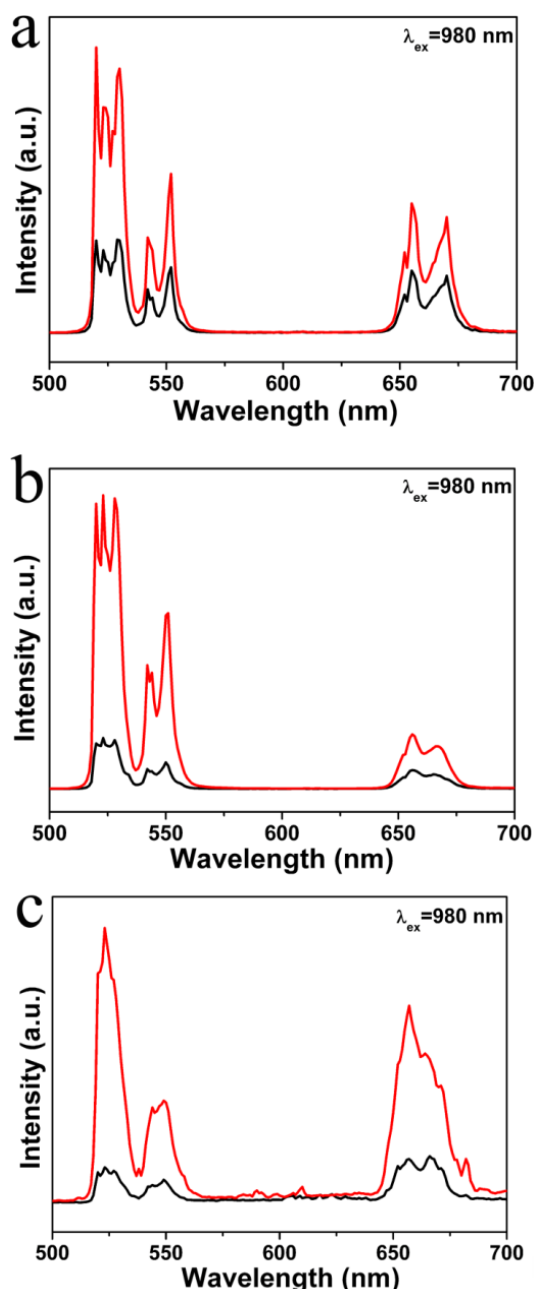 a
λex=980 nm
Intensity (a.u.)
500 550 600 650 700
Wavelength (nm)
b
λex=980 nm
Intensity (a.u.)
500 550 600 650 700
Wavelength (nm)
c
λex=980 nm
Intensity (a.u.)
500 550 600 650 700
Wavelength (nm)